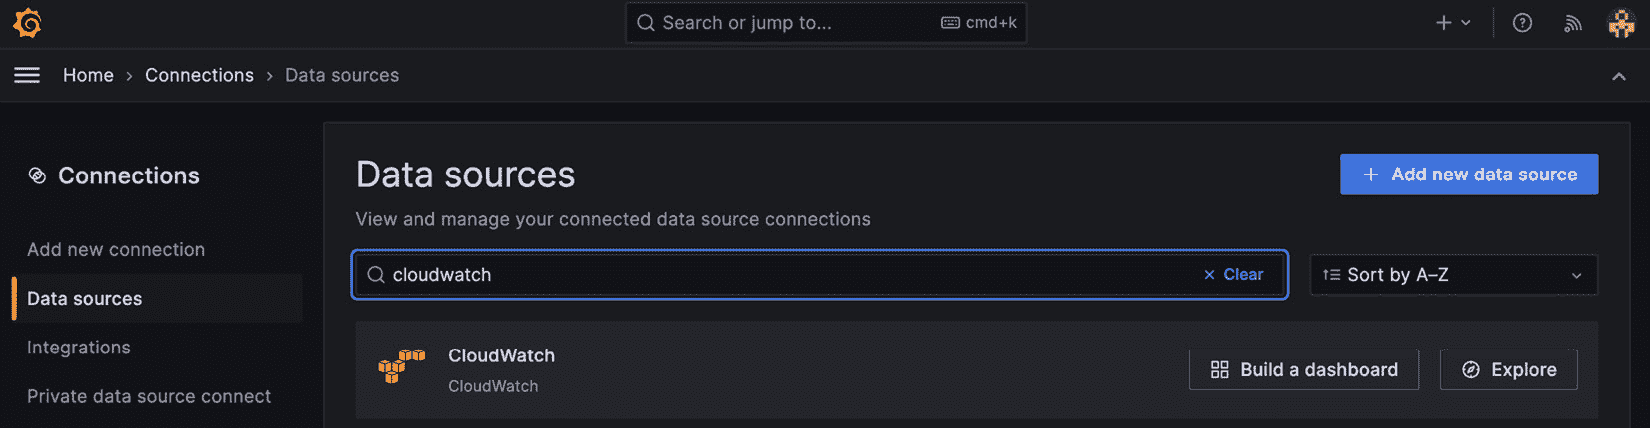 Search or jump to... cmd+k
Home › Connections › Data sources
Connections
Add new connection
Data sources
Integrations
Private data source connect
Data sources
+ Add new data source
View and manage your connected data source connections
cloudwatch × Clear
Sort by A–Z
CloudWatch
CloudWatch
Build a dashboard
Explore